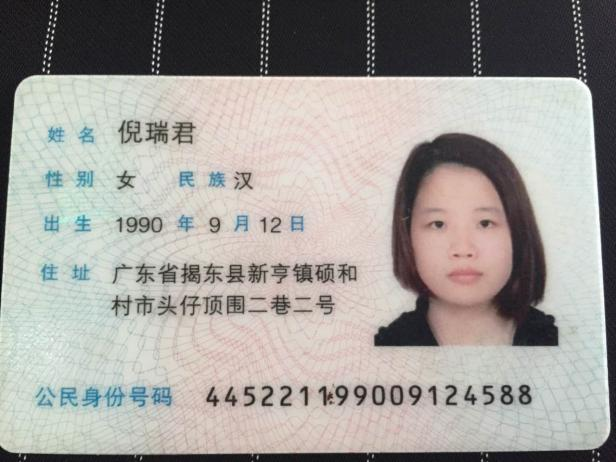 姓名 倪瑞君
性别 女 民族 汉
出生 1990 年 9 月 12 日
住址 广东省揭东县新亨镇硕和
村市头仔顶围二巷二号
公民身份号码 445221199009124588